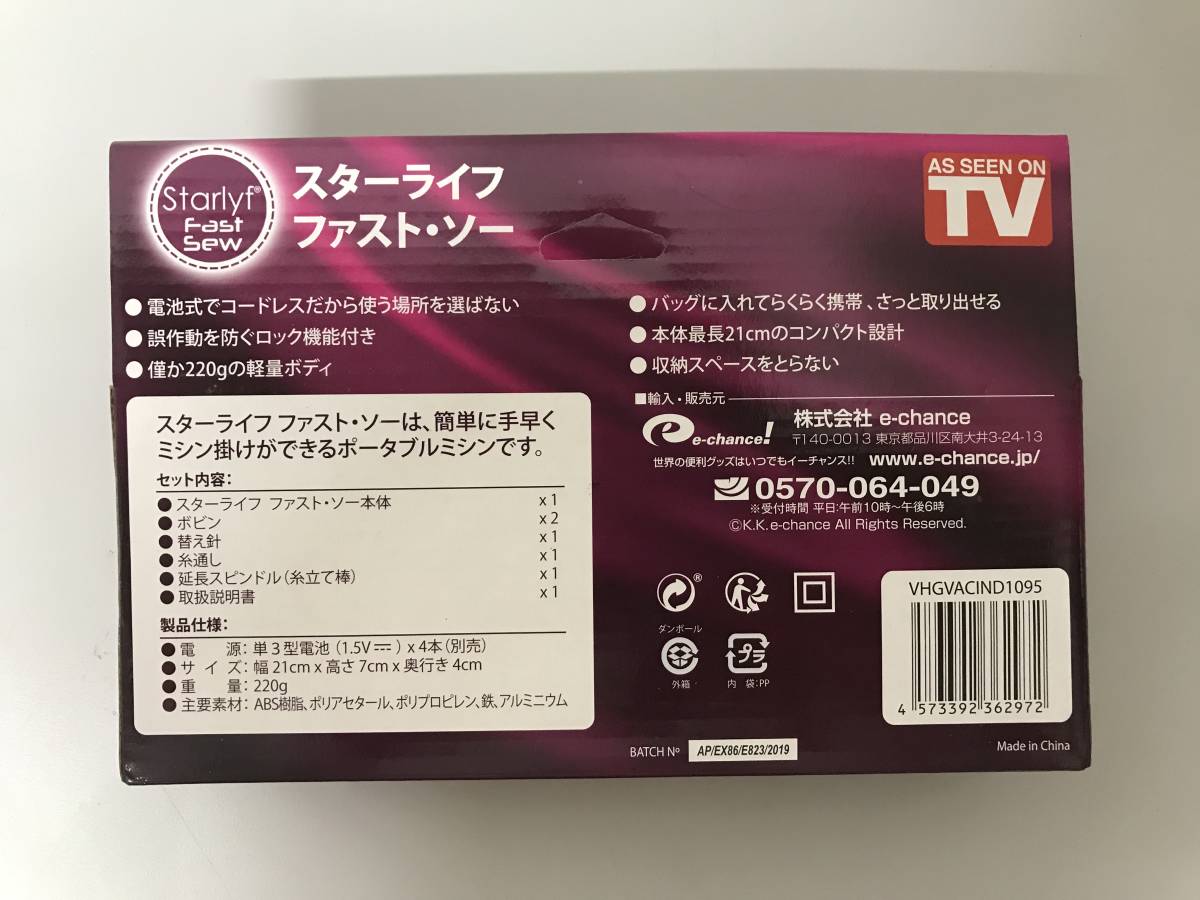 Starlyf®
Fast
Sew
スターライフ
ファスト・ソー
AS SEEN ON
TV
● 電池式でコードレスだから使う場所を選ばない
● 誤作動を防ぐロック機能付き
● 僅か220gの軽量ボディ
● バッグに入れてらくらく携帯、さっと取り出せる
● 本体最長21cmのコンパクト設計
● 収納スペースをとらない
スターライフ ファスト・ソーは、簡単に手早く
ミシン掛けができるポータブルミシンです。
セット内容：
● スターライフ ファスト・ソー本体 x 1
● ボビン x 2
● 替え針 x 1
● 糸通し x 1
● 延長スピンドル（糸立て棒） x 1
● 取扱説明書 x 1
製品仕様：
● 電 源：単３型電池（1.5V⎓）x 4本（別売）
● サ イ ズ：幅 21cm x 高さ 7cm x 奥行き 4cm
● 重 量：220g
● 主要素材：ABS樹脂、ポリアセタール、ポリプロピレン、鉄、アルミニウム
■輸入・販売元
e-chance!
株式会社 e-chance
〒140-0013 東京都品川区南大井3-24-13
世界の便利グッズはいつでもイーチャンス!! www.e-chance.jp/
0570-064-049
※受付時間 平日：午前10時〜午後6時
©K.K. e-chance All Rights Reserved.
®
ダンボール
外箱
プラ
内 袋：PP
VHGVACIND1095
4 573392 362972
BATCH Nº AP/EX86/E823/2019
Made in China